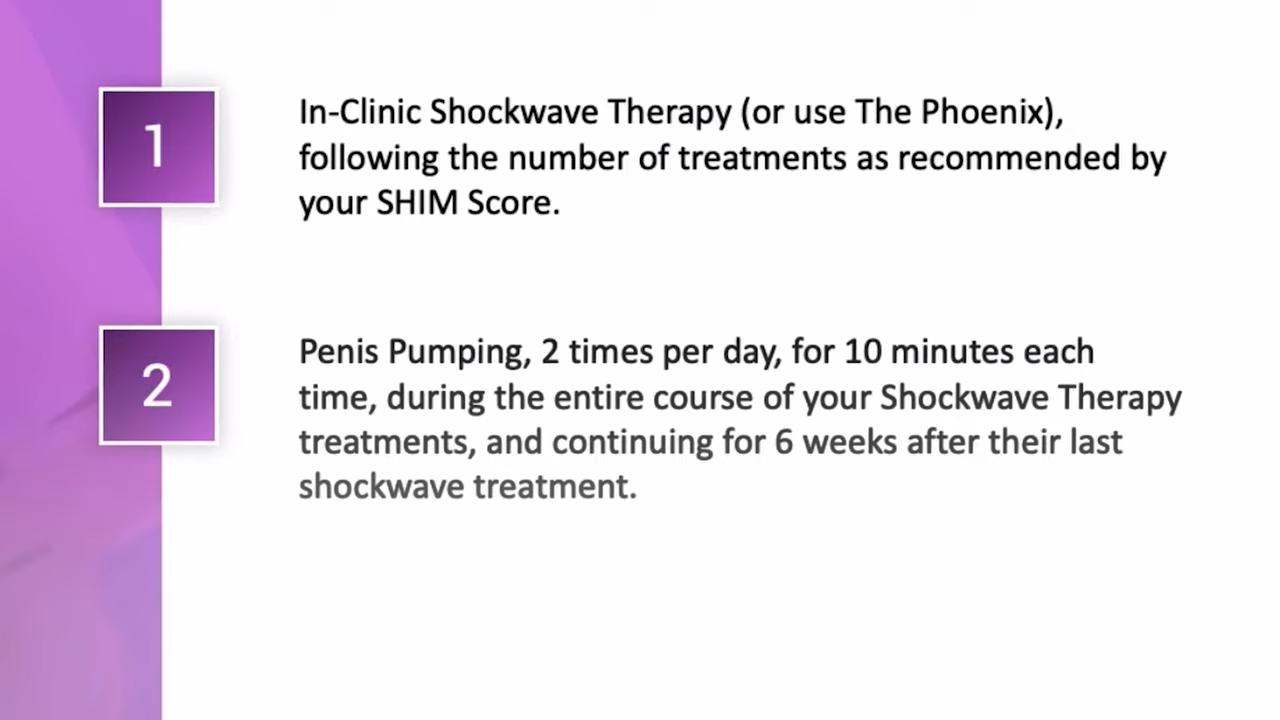 1
In-Clinic Shockwave Therapy (or use The Phoenix),
following the number of treatments as recommended by
your SHIM Score.
2
Penis Pumping, 2 times per day, for 10 minutes each
time, during the entire course of your Shockwave Therapy
treatments, and continuing for 6 weeks after their last
shockwave treatment.